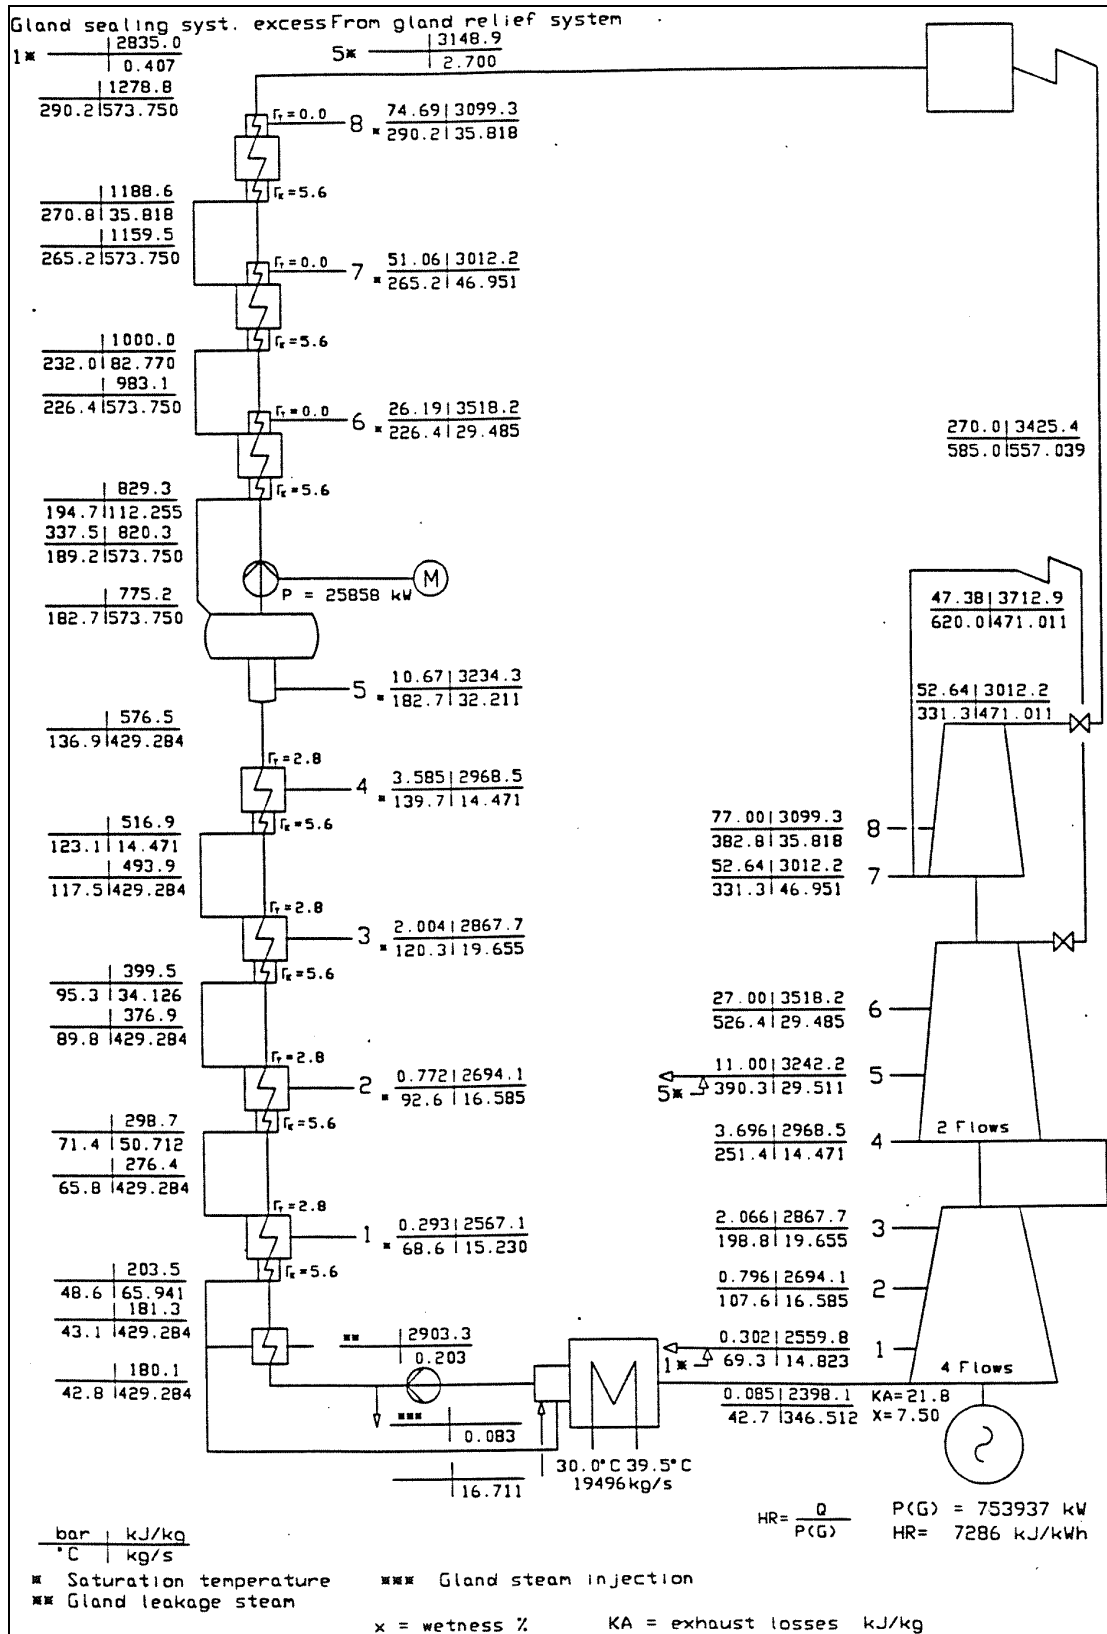 Gland sealing syst. excess From gland relief system
1* | 2835.0
0.407
5* | 3148.9
2.700
| 1278.8
290.2 | 573.750
rT=0.0
8 74.69 | 3099.3
* 290.2 | 35.818
rK=5.6
| 1188.6
270.8 | 35.818
| 1159.5
265.2 | 573.750
rT=0.0
7 51.06 | 3012.2
* 265.2 | 46.951
rK=5.6
| 1000.0
232.0 | 82.770
| 983.1
226.4 | 573.750
rT=0.0
6 26.19 | 3518.2
* 226.4 | 29.485
rK=5.6
270.0 | 3425.4
585.0 | 557.039
| 829.3
194.7 | 112.255
337.5 | 820.3
189.2 | 573.750
P = 25858 kW
M
| 775.2
182.7 | 573.750
47.38 | 3712.9
620.0 | 471.011
5 10.67 | 3234.3
* 182.7 | 32.211
52.64 | 3012.2
331.3 | 471.011
| 576.5
136.9 | 429.284
rT=2.8
4 3.585 | 2968.5
* 139.7 | 14.471
rK=5.6
77.00 | 3099.3 8
382.8 | 35.818
52.64 | 3012.2 7
331.3 | 46.951
| 516.9
123.1 | 14.471
| 493.9
117.5 | 429.284
rT=2.8
3 2.004 | 2867.7
* 120.3 | 19.655
rK=5.6
| 399.5
95.3 | 34.126
| 376.9
89.8 | 429.284
27.00 | 3518.2 6
526.4 | 29.485
rT=2.8
2 0.772 | 2694.1
* 92.6 | 16.585
rK=5.6
11.00 | 3242.2 5
5* 390.3 | 29.511
3.696 | 2968.5 4
251.4 | 14.471
2 Flows
| 298.7
71.4 | 50.712
| 276.4
65.8 | 429.284
rT=2.8
1 0.293 | 2567.1
* 68.6 | 15.230
rK=5.6
2.066 | 2867.7 3
198.8 | 19.655
0.796 | 2694.1 2
107.6 | 16.585
| 203.5
48.6 | 65.941
| 181.3
43.1 | 429.284
** | 2903.3
0.203
0.302 | 2559.8 1
1* 69.3 | 14.823
4 Flows
| 180.1
42.8 | 429.284
*** |
0.083
0.085 | 2398.1 KA=21.8
42.7 | 346.512 X=7.50
|
16.711
30.0°C 39.5°C
19496kg/s
HR= Q
P(G)
P(G) = 753937 kW
HR= 7286 kJ/kWh
bar | kJ/kg
°C | kg/s
* Saturation temperature *** Gland steam injection
** Gland leakage steam
x = wetness % KA = exhaust losses kJ/kg